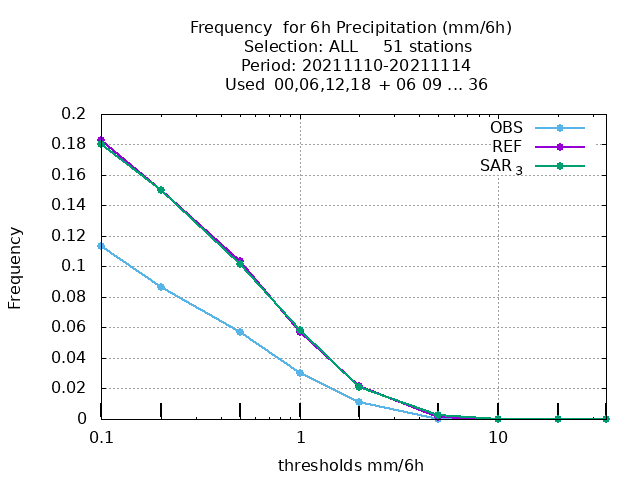 Frequency  for 6h Precipitation (mm/6h)
Selection: ALL     51 stations
Period: 20211110-20211114
Used  00,06,12,18  + 06 09 ... 36
OBS
REF
SAR 3
0.2
0.18
0.16
0.14
0.12
0.1
0.08
0.06
0.04
0.02
0
Frequency
0.1 1 10
thresholds mm/6h